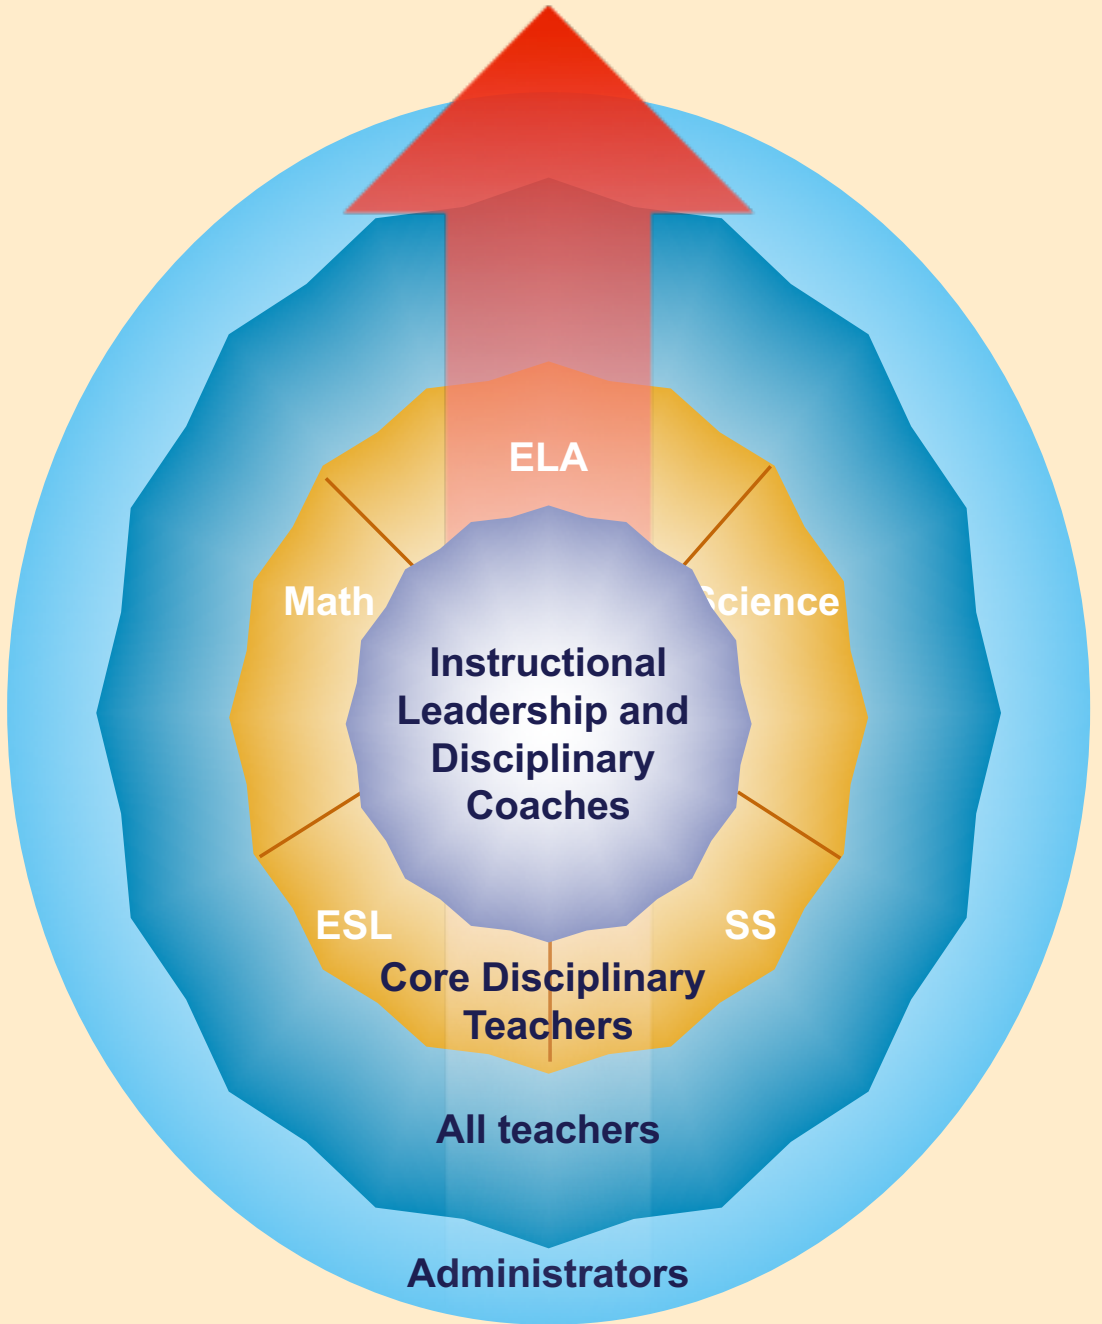 ELA
Math
Science
Instructional
Leadership and
Disciplinary
Coaches
ESL
SS
Core Disciplinary
Teachers
All teachers
Administrators